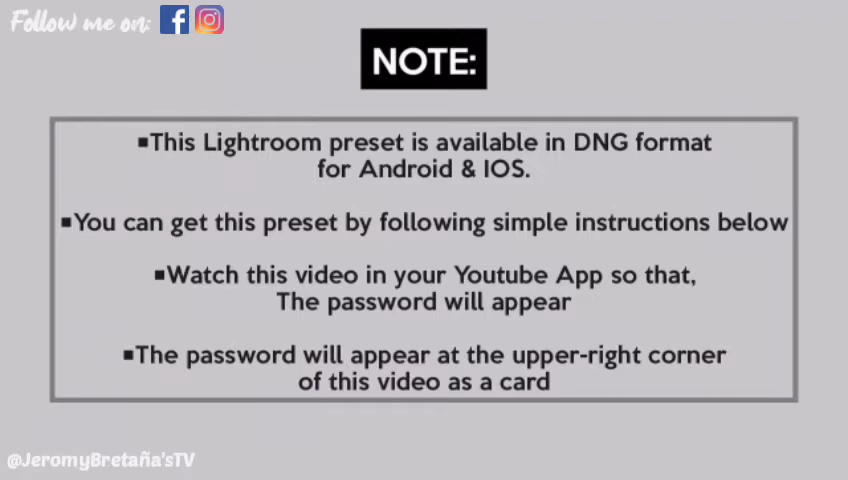 Follow me on:
NOTE:
▪This Lightroom preset is available in DNG format
for Android & IOS.
▪You can get this preset by following simple instructions below
▪Watch this video in your Youtube App so that,
The password will appear
▪The password will appear at the upper-right corner
of this video as a card
@JeromyBretaña'sTV